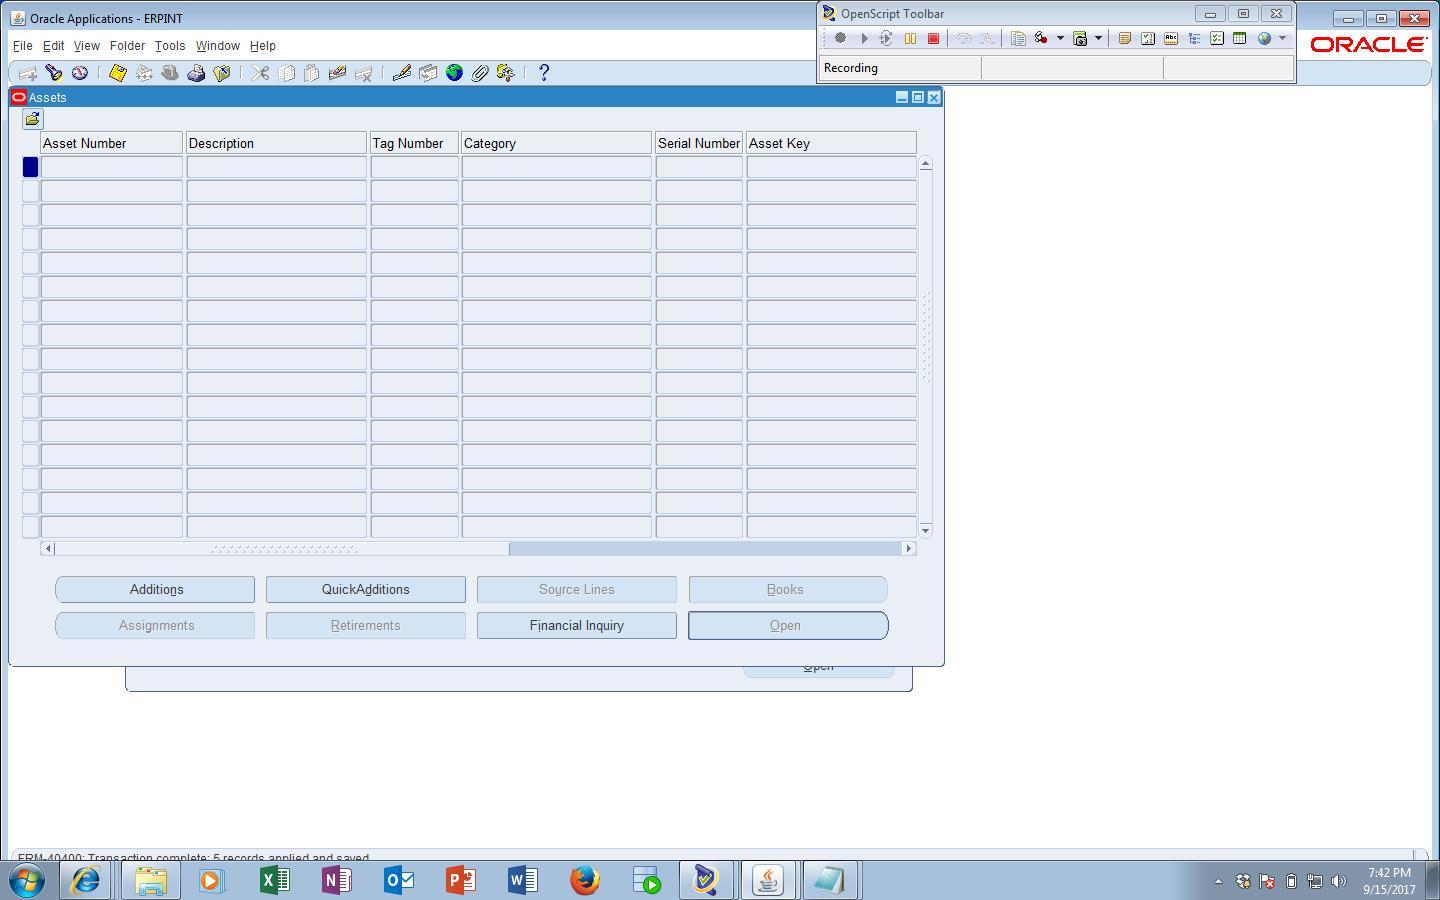 Oracle Applications - ERPINT
OpenScript Toolbar
File Edit View Folder Tools Window Help
ORACLE
Recording
Assets
Asset Number Description Tag Number Category Serial Number Asset Key
Additions QuickAdditions Source Lines Books
Assignments Retirements Financial Inquiry Open
Open
FRM-40400: Transaction complete: 5 records applied and saved.
7:42 PM
9/15/2017